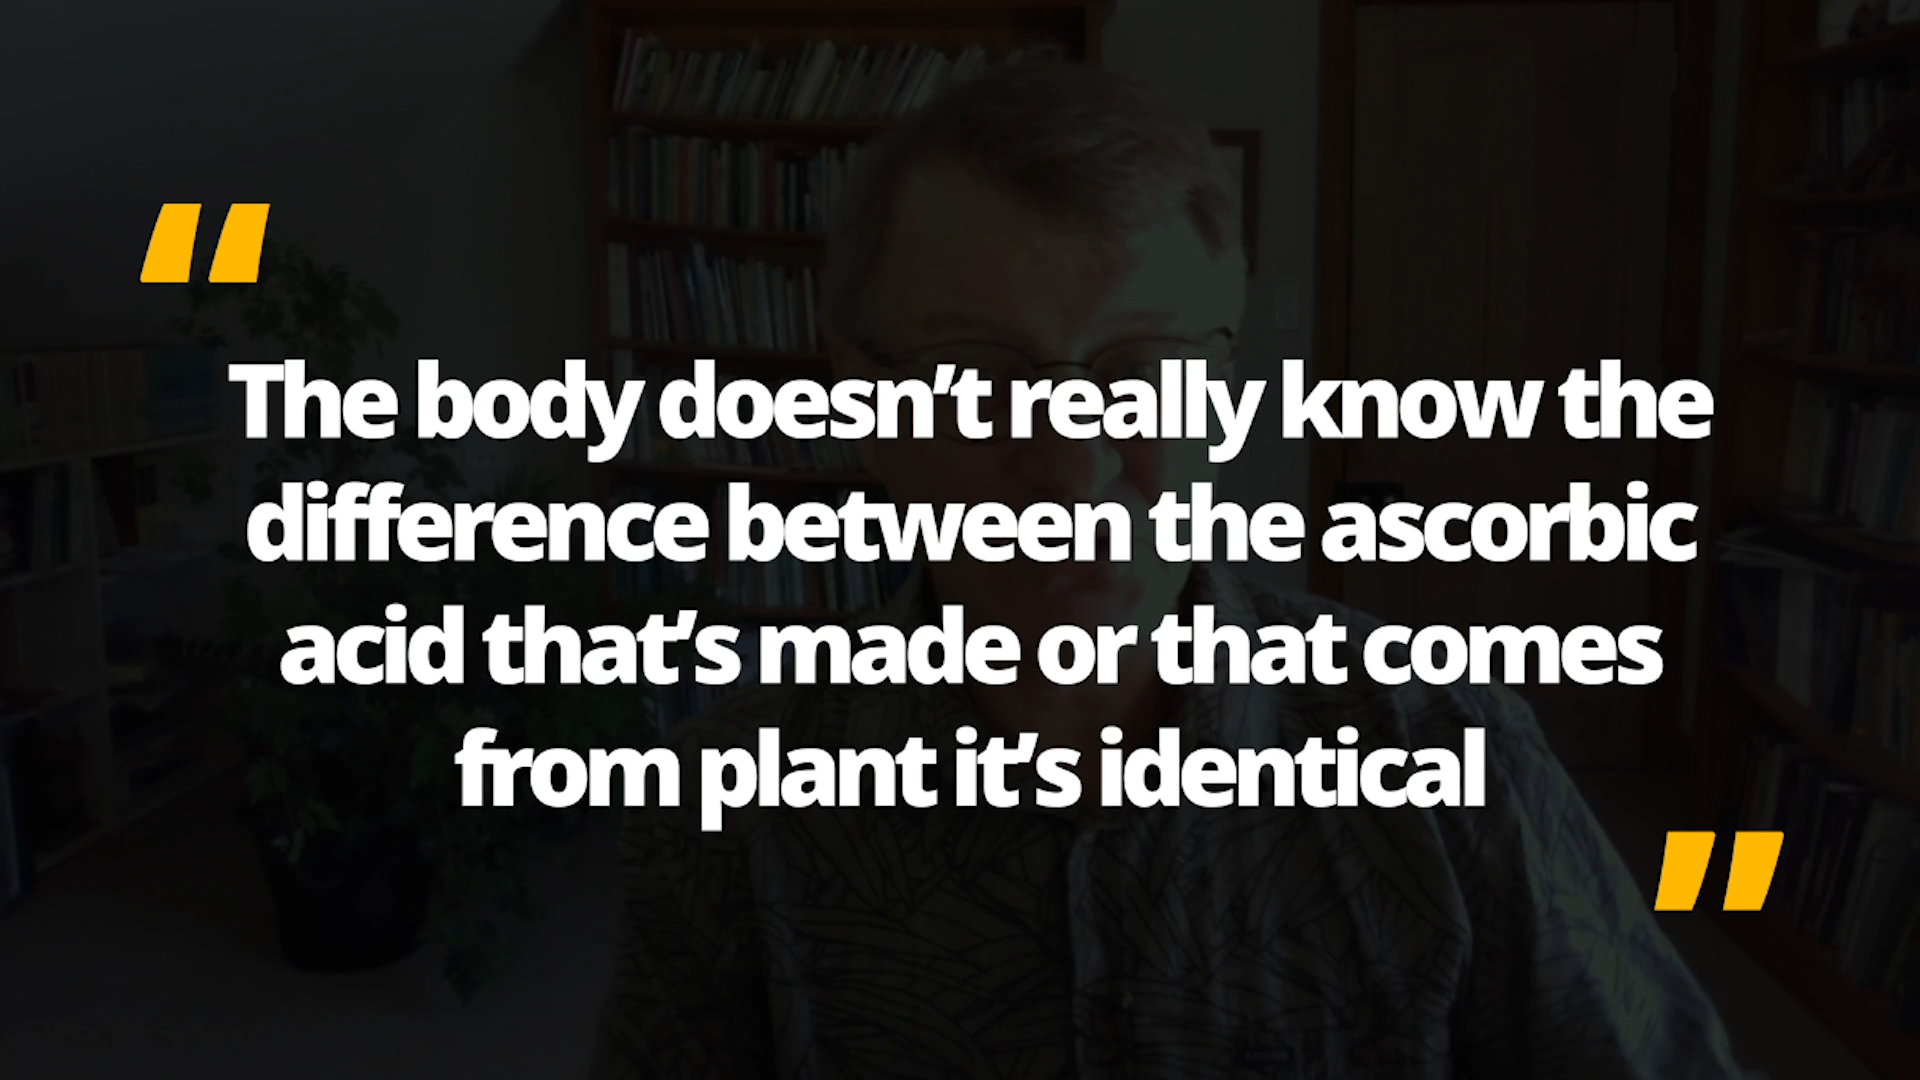 “
The body doesn’t really know the
difference between the ascorbic
acid that’s made or that comes
from plant it’s identical
”